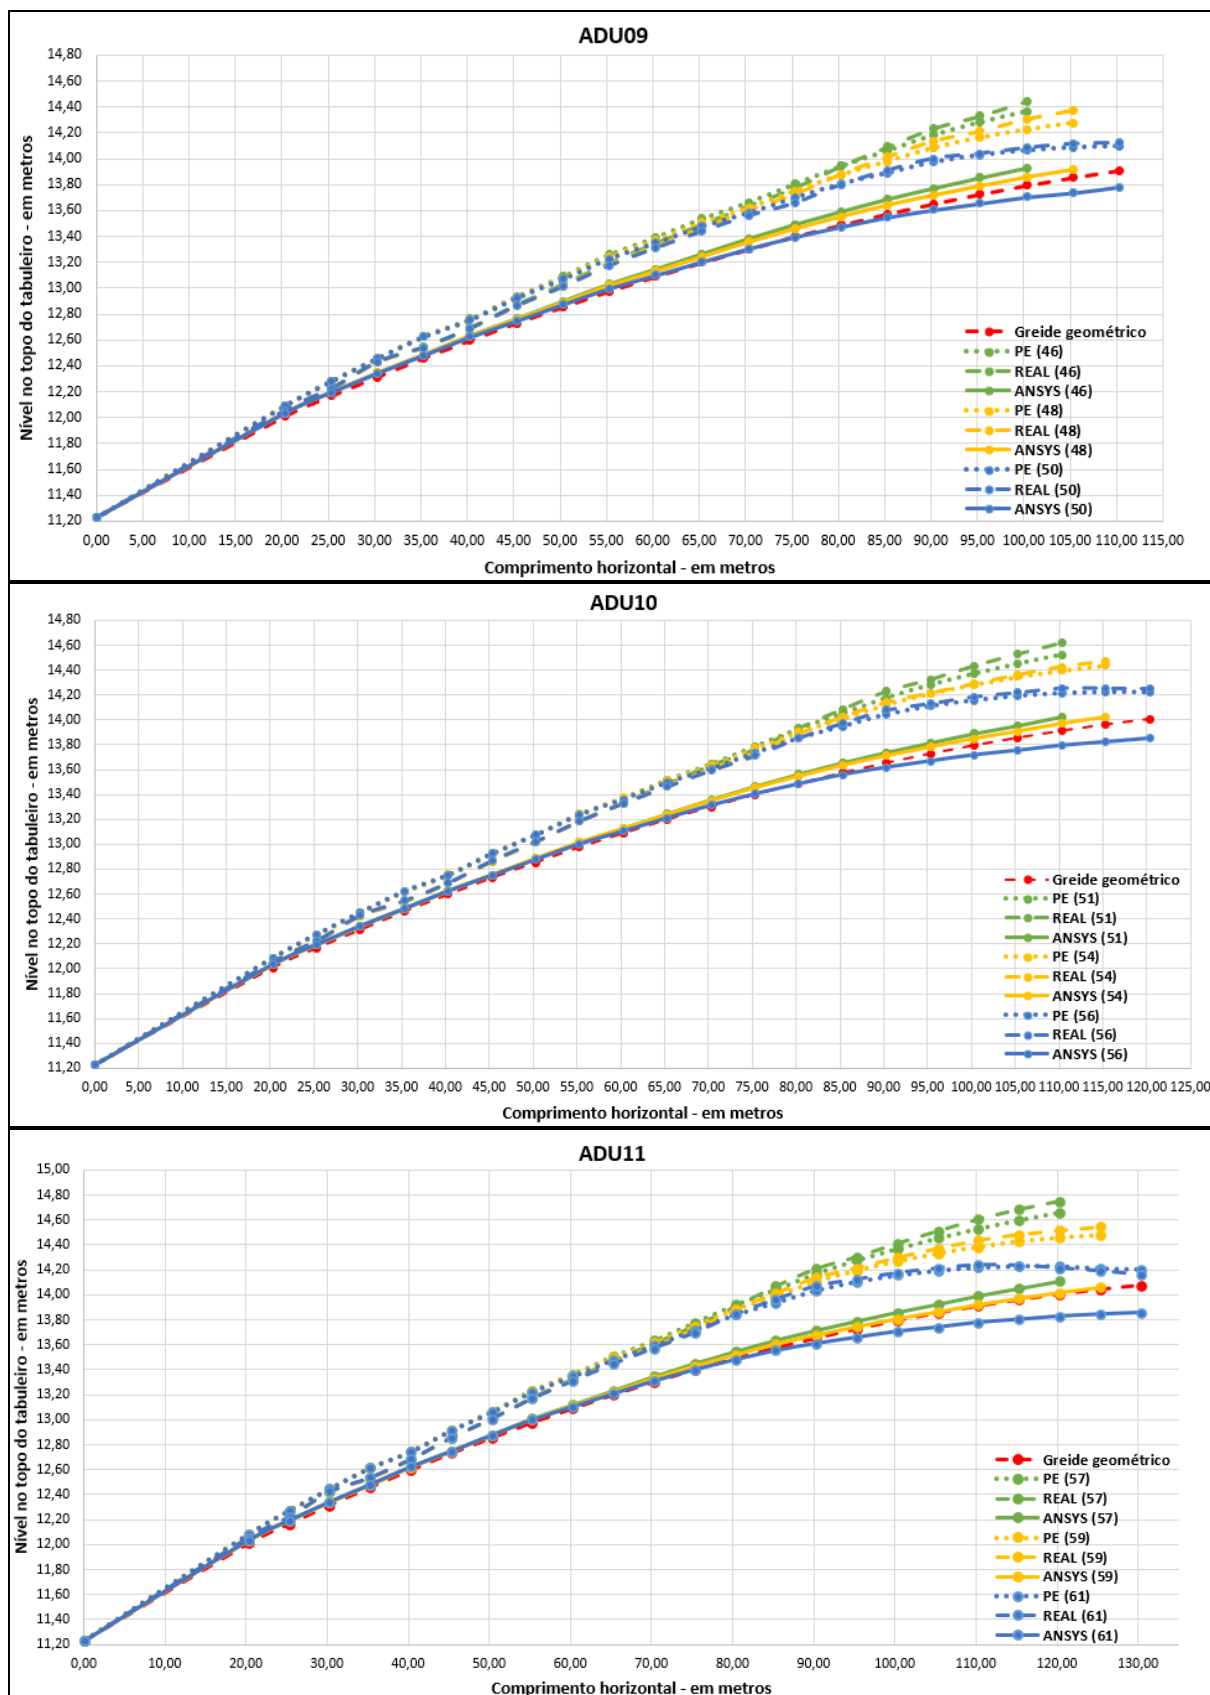 ADU09
14,80
14,60
14,40
14,20
14,00
13,80
13,60
13,40
13,20
13,00
12,80
12,60
12,40
12,20
12,00
11,80
11,60
11,40
11,20
Nível no topo do tabuleiro - em metros
Greide geométrico
PE (46)
REAL (46)
ANSYS (46)
PE (48)
REAL (48)
ANSYS (48)
PE (50)
REAL (50)
ANSYS (50)
0,00 5,00 10,00 15,00 20,00 25,00 30,00 35,00 40,00 45,00 50,00 55,00 60,00 65,00 70,00 75,00 80,00 85,00 90,00 95,00 100,00 105,00 110,00 115,00
Comprimento horizontal - em metros
ADU10
14,80
14,60
14,40
14,20
14,00
13,80
13,60
13,40
13,20
13,00
12,80
12,60
12,40
12,20
12,00
11,80
11,60
11,40
11,20
Nível no topo do tabuleiro - em metros
Greide geométrico
PE (51)
REAL (51)
ANSYS (51)
PE (54)
REAL (54)
ANSYS (54)
PE (56)
REAL (56)
ANSYS (56)
0,00 5,00 10,00 15,00 20,00 25,00 30,00 35,00 40,00 45,00 50,00 55,00 60,00 65,00 70,00 75,00 80,00 85,00 90,00 95,00 100,00 105,00 110,00 115,00 120,00 125,00
Comprimento horizontal - em metros
ADU11
15,00
14,80
14,60
14,40
14,20
14,00
13,80
13,60
13,40
13,20
13,00
12,80
12,60
12,40
12,20
12,00
11,80
11,60
11,40
11,20
Nível no topo do tabuleiro - em metros
Greide geométrico
PE (57)
REAL (57)
ANSYS (57)
PE (59)
REAL (59)
ANSYS (59)
PE (61)
REAL (61)
ANSYS (61)
0,00 10,00 20,00 30,00 40,00 50,00 60,00 70,00 80,00 90,00 100,00 110,00 120,00 130,00
Comprimento horizontal - em metros